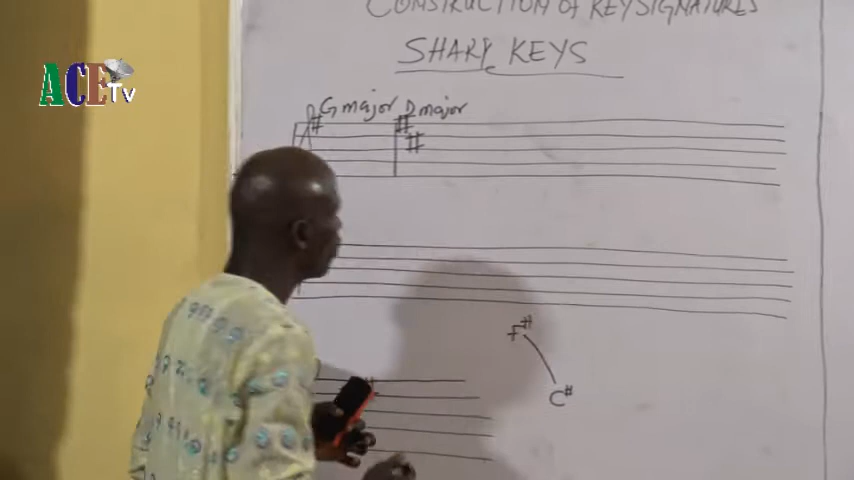 CONSTRUCTION OF KEY SIGNATURES
SHARP KEYS
ACE Tv
G major D major
# # #
F#
C#